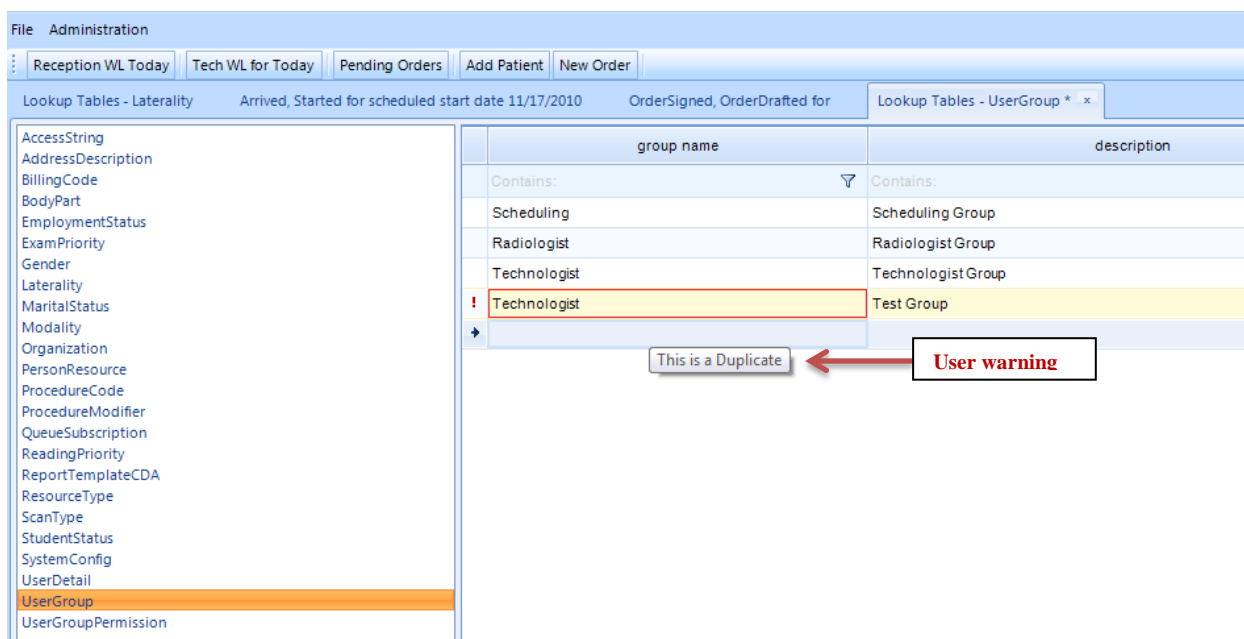 File Administration
Reception WL Today Tech WL for Today Pending Orders Add Patient New Order
Lookup Tables - Laterality Arrived, Started for scheduled start date 11/17/2010 OrderSigned, OrderDrafted for Lookup Tables - UserGroup * x
AccessString
AddressDescription
BillingCode
BodyPart
EmploymentStatus
ExamPriority
Gender
Laterality
MaritalStatus
Modality
Organization
PersonResource
ProcedureCode
ProcedureModifier
QueueSubscription
ReadingPriority
ReportTemplateCDA
ResourceType
ScanType
StudentStatus
SystemConfig
UserDetail
UserGroup
UserGroupPermission
group name description
Contains: Contains:
Scheduling Scheduling Group
Radiologist Radiologist Group
Technologist Technologist Group
! Technologist Test Group
This is a Duplicate
User warning